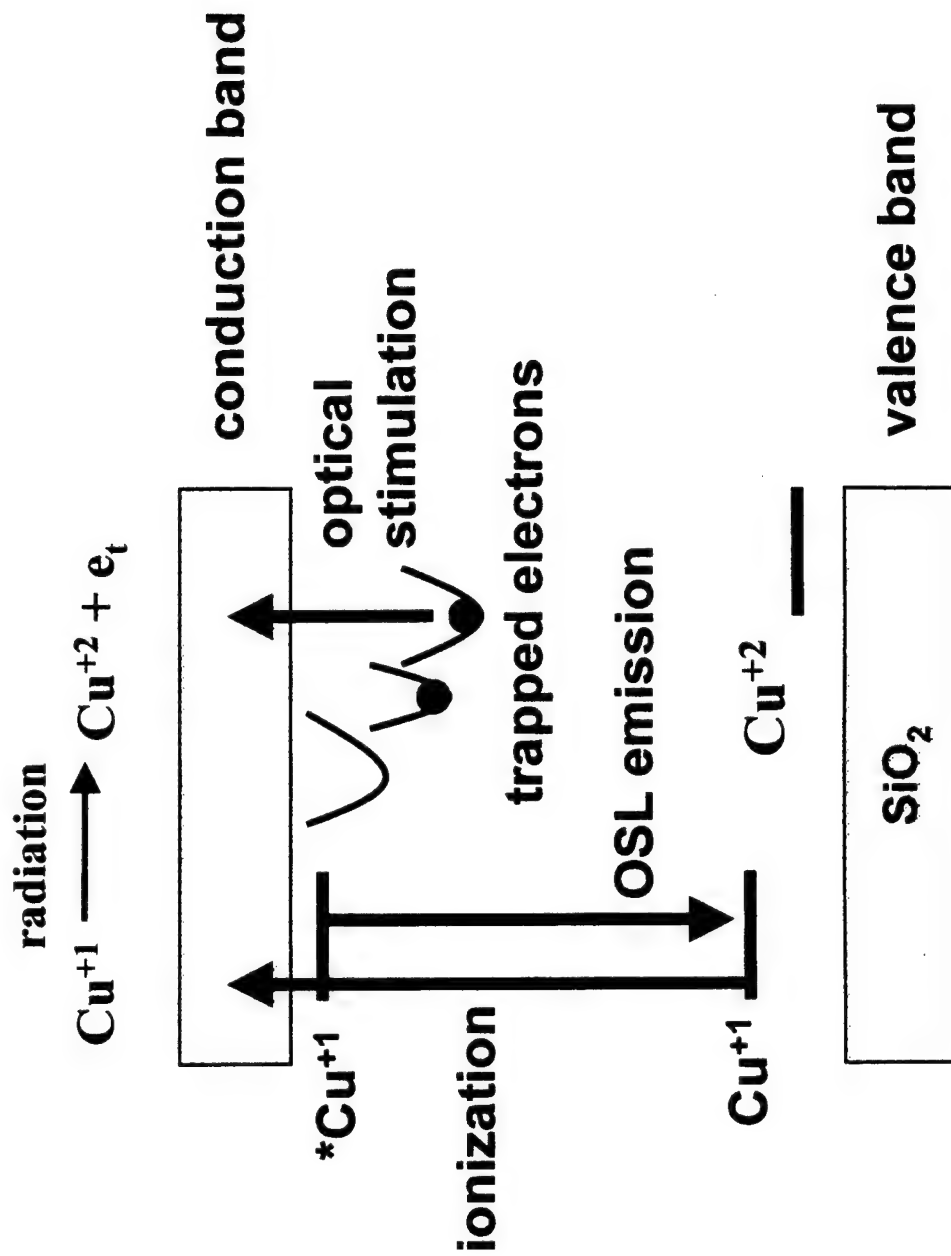 radiation
Cu⁺¹ → Cu⁺² + eₜ
conduction band
*Cu⁺¹
optical
stimulation
ionization
trapped electrons
OSL emission
Cu⁺¹
Cu⁺²
SiO₂
valence band